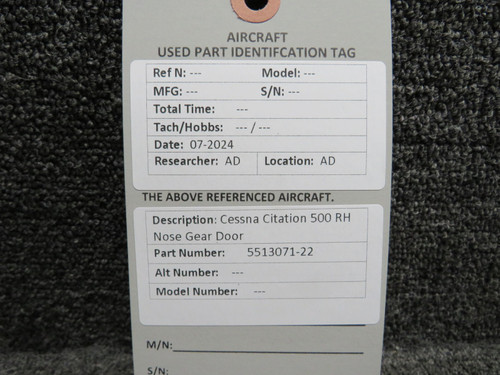 AIRCRAFT
USED PART IDENTIFCATION TAG
Ref N: --- Model: ---
MFG: --- S/N: ---
Total Time: ---
Tach/Hobbs: --- / ---
Date: 07-2024
Researcher: AD Location: AD
THE ABOVE REFERENCED AIRCRAFT.
Description: Cessna Citation 500 RH
Nose Gear Door
Part Number: 5513071-22
Alt Number: ---
Model Number: ---
M/N:
S/N: